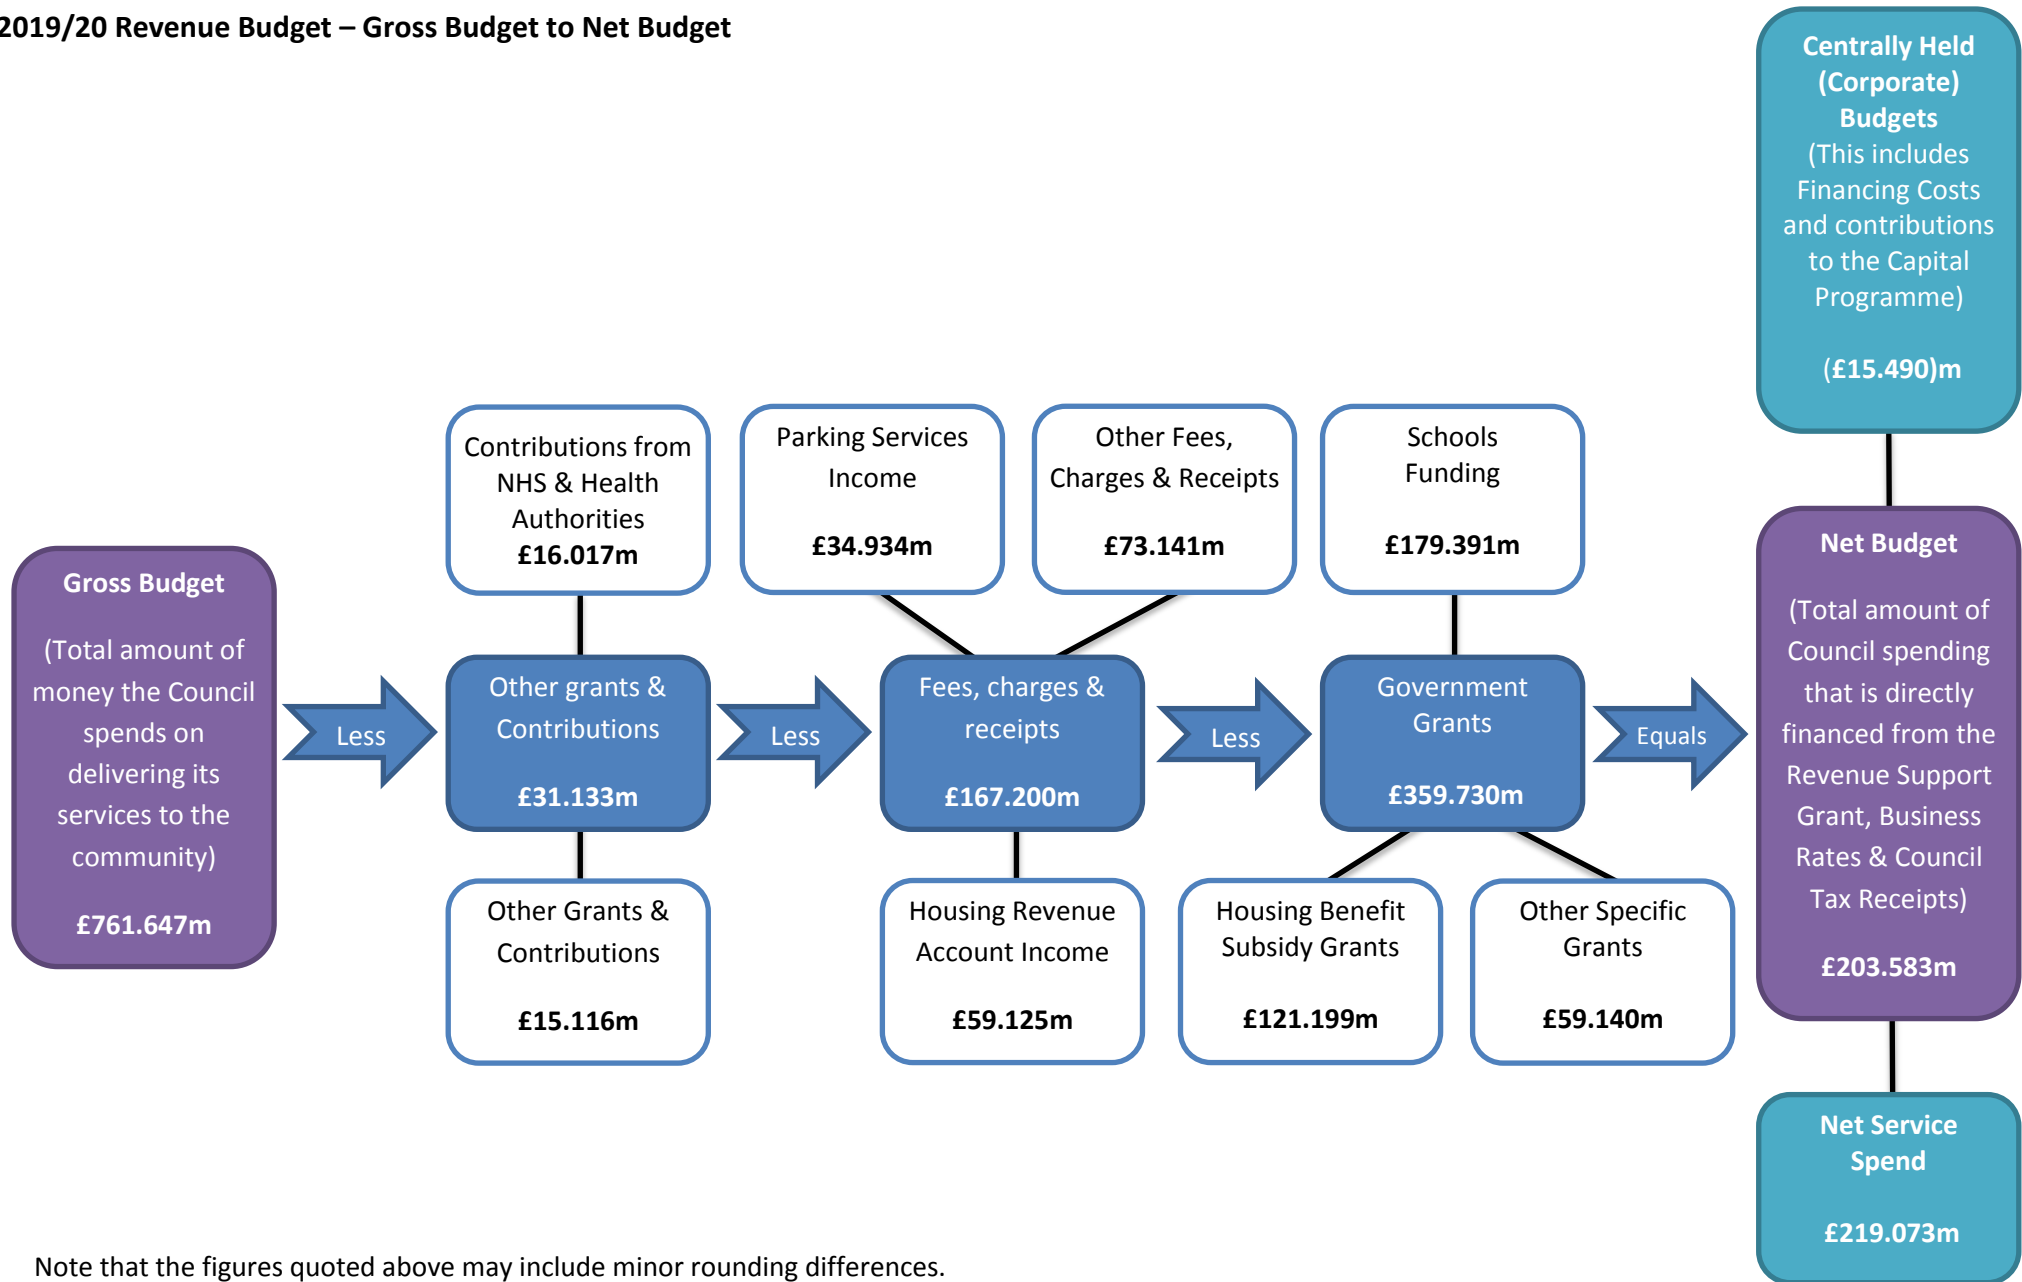 2019/20 Revenue Budget – Gross Budget to Net Budget
Centrally Held
(Corporate)
Budgets
(This includes
Financing Costs
and contributions
to the Capital
Programme)
(£15.490)m
Contributions from
NHS & Health
Authorities
£16.017m
Parking Services
Income
£34.934m
Other Fees,
Charges & Receipts
£73.141m
Schools
Funding
£179.391m
Gross Budget
(Total amount of
money the Council
spends on
delivering its
services to the
community)
£761.647m
Less
Other grants &
Contributions
£31.133m
Less
Fees, charges &
receipts
£167.200m
Less
Government
Grants
£359.730m
Equals
Net Budget
(Total amount of
Council spending
that is directly
financed from the
Revenue Support
Grant, Business
Rates & Council
Tax Receipts)
£203.583m
Other Grants &
Contributions
£15.116m
Housing Revenue
Account Income
£59.125m
Housing Benefit
Subsidy Grants
£121.199m
Other Specific
Grants
£59.140m
Net Service
Spend
£219.073m
Note that the figures quoted above may include minor rounding differences.